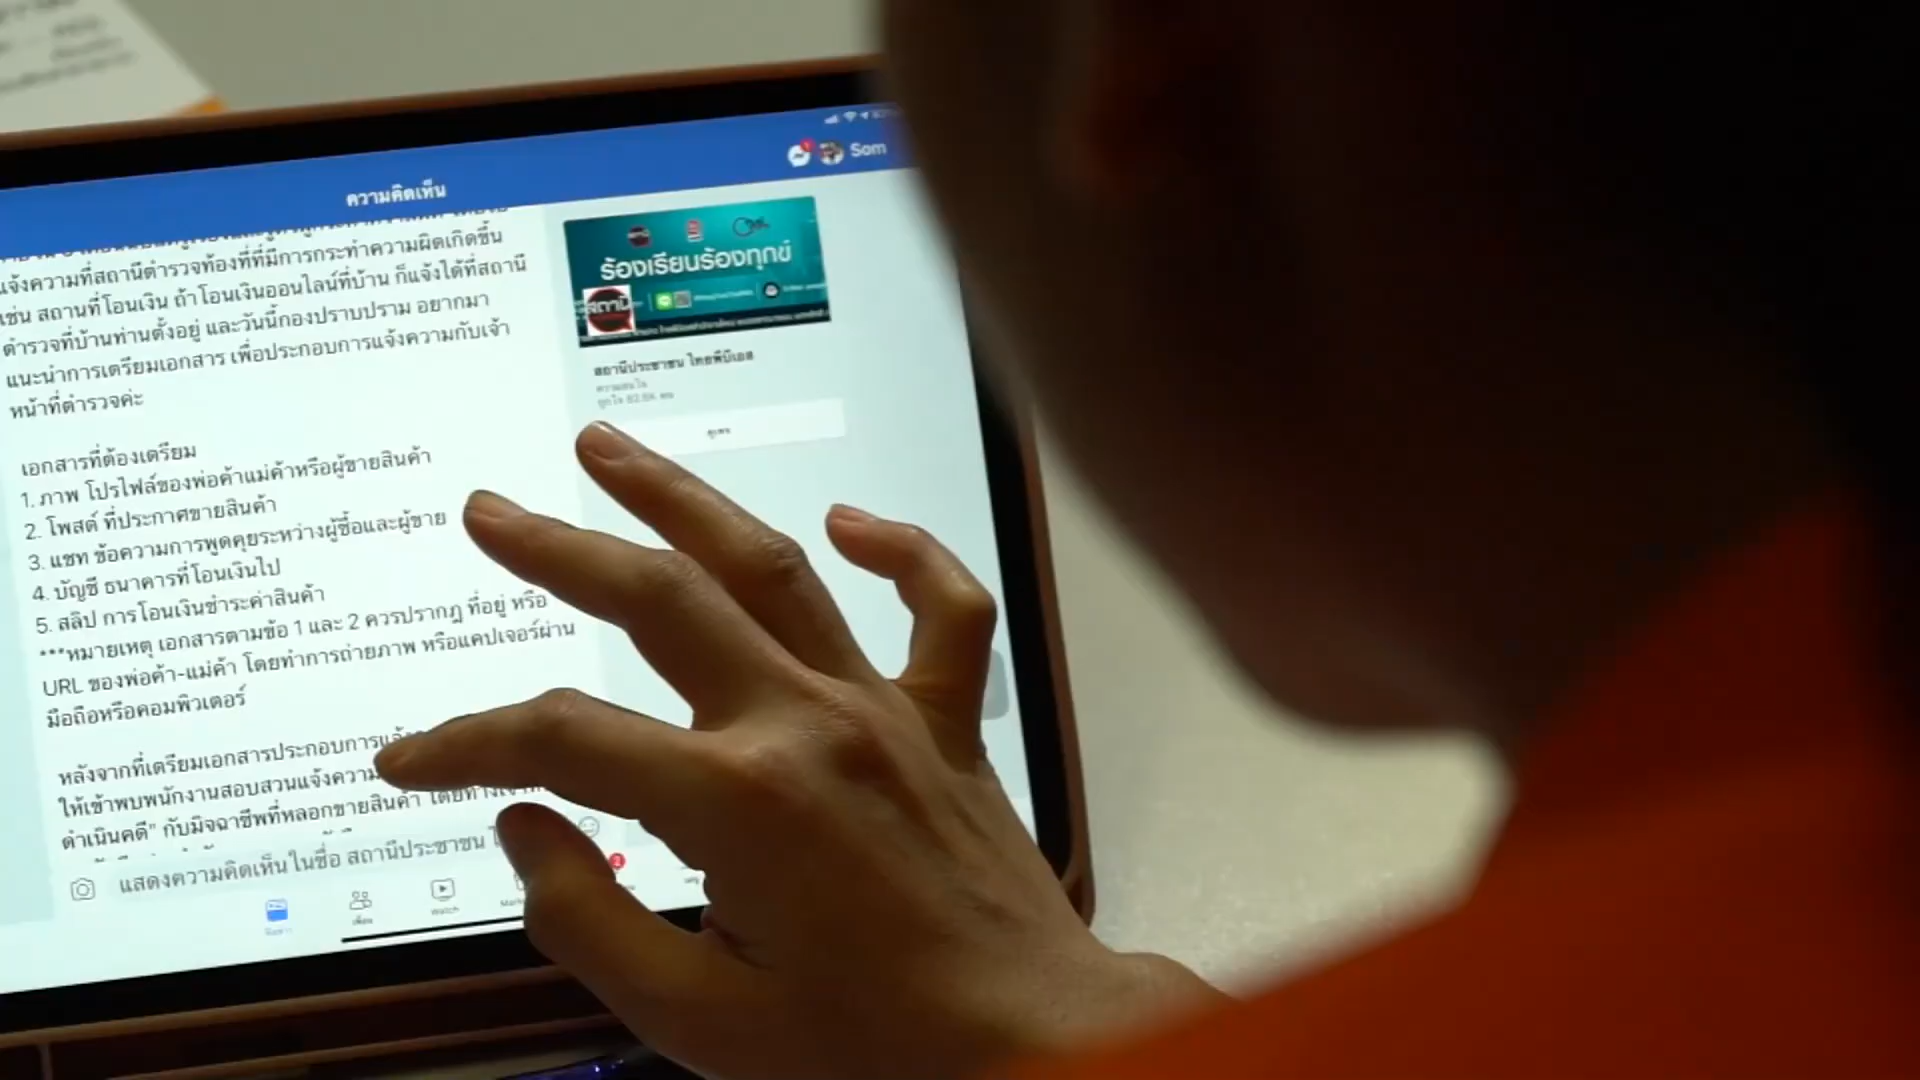 Som
ความคิดเห็น
แจ้งความที่สถานีตำรวจท้องที่ที่มีการกระทำความผิดเกิดขึ้น
เช่น สถานที่โอนเงิน ถ้าโอนเงินออนไลน์ที่บ้าน ก็แจ้งได้ที่สถานี
ตำรวจที่บ้านท่านตั้งอยู่ และวันนี้กองปราบปราม อยากมา
แนะนำการเตรียมเอกสาร เพื่อประกอบการแจ้งความกับเจ้า
หน้าที่ตำรวจค่ะ
เอกสารที่ต้องเตรียม
1. ภาพ โปรไฟล์ของพ่อค้าแม่ค้าหรือผู้ขายสินค้า
2. โพสต์ ที่ประกาศขายสินค้า
3. แชท ข้อความการพูดคุยระหว่างผู้ซื้อและผู้ขาย
4. บัญชี ธนาคารที่โอนเงินไป
5. สลิป การโอนเงินชำระค่าสินค้า
***หมายเหตุ เอกสารตามข้อ 1 และ 2 ควรปรากฏ ที่อยู่ หรือ
URL ของพ่อค้า-แม่ค้า โดยทำการถ่ายภาพ หรือแคปเจอร์ผ่าน
มือถือหรือคอมพิวเตอร์
หลังจากที่เตรียมเอกสารประกอบการแจ้ง
ให้เข้าพบพนักงานสอบสวนแจ้งความ
ดำเนินคดี" กับมิจฉาชีพที่หลอกขายสินค้า
แสดงความคิดเห็นในชื่อ สถานีประชาชน
เพื่อน
Watch
2
ร้องเรียนร้องทุกข์
สถานี
สถานีประชาชน ไทยพีบีเอส
ถูกใจ 82.8K คน
ดูเพจ